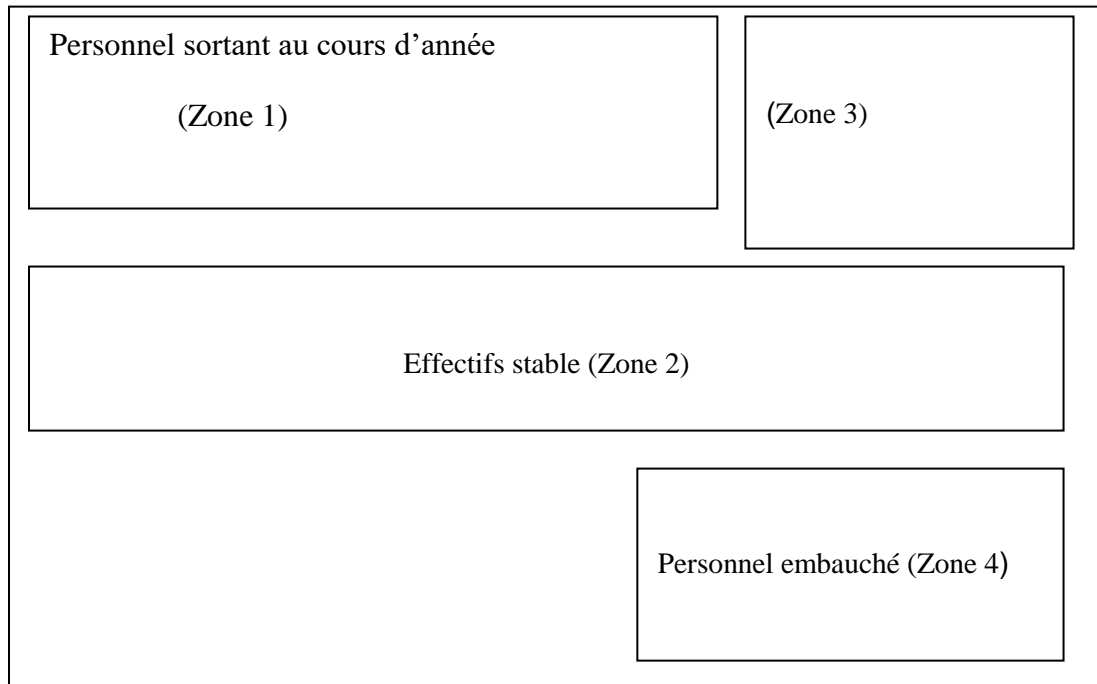 Personnel sortant au cours d’année
(Zone 1)
(Zone 3)
Effectifs stable (Zone 2)
Personnel embauché (Zone 4)